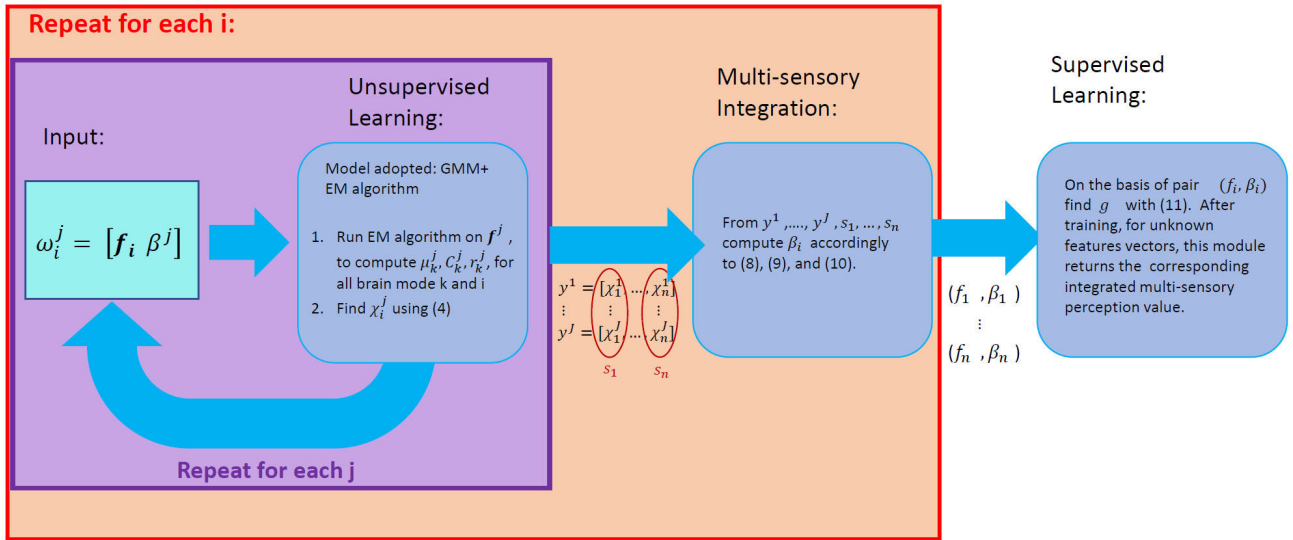 Repeat for each i:
Input:
ω_i^j = [f_i β^j]
Unsupervised
Learning:
Model adopted: GMM+
EM algorithm
1. Run EM algorithm on f^j ,
to compute μ_k^j, C_k^j, r_k^j, for
all brain mode k and i
2. Find χ_i^j using (4)
Repeat for each j
y^1 = [χ_1^1, ..., χ_n^1]
⋮ ⋮ ⋮
y^J = [χ_1^J, ..., χ_n^J]
s_1 s_n
Multi-sensory
Integration:
From y^1 ,...., y^J , s_1, ... , s_n
compute β_i accordingly
to (8), (9), and (10).
(f_1 , β_1 )
⋮
(f_n , β_n )
Supervised
Learning:
On the basis of pair (f_i, β_i)
find g with (11). After
training, for unknown
features vectors, this module
returns the corresponding
integrated multi-sensory
perception value.